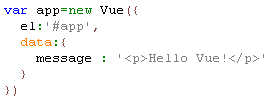 var app=new Vue({
  el:'#app',
  data:{
    message : '<p>Hello Vue!</p>'
  }
})